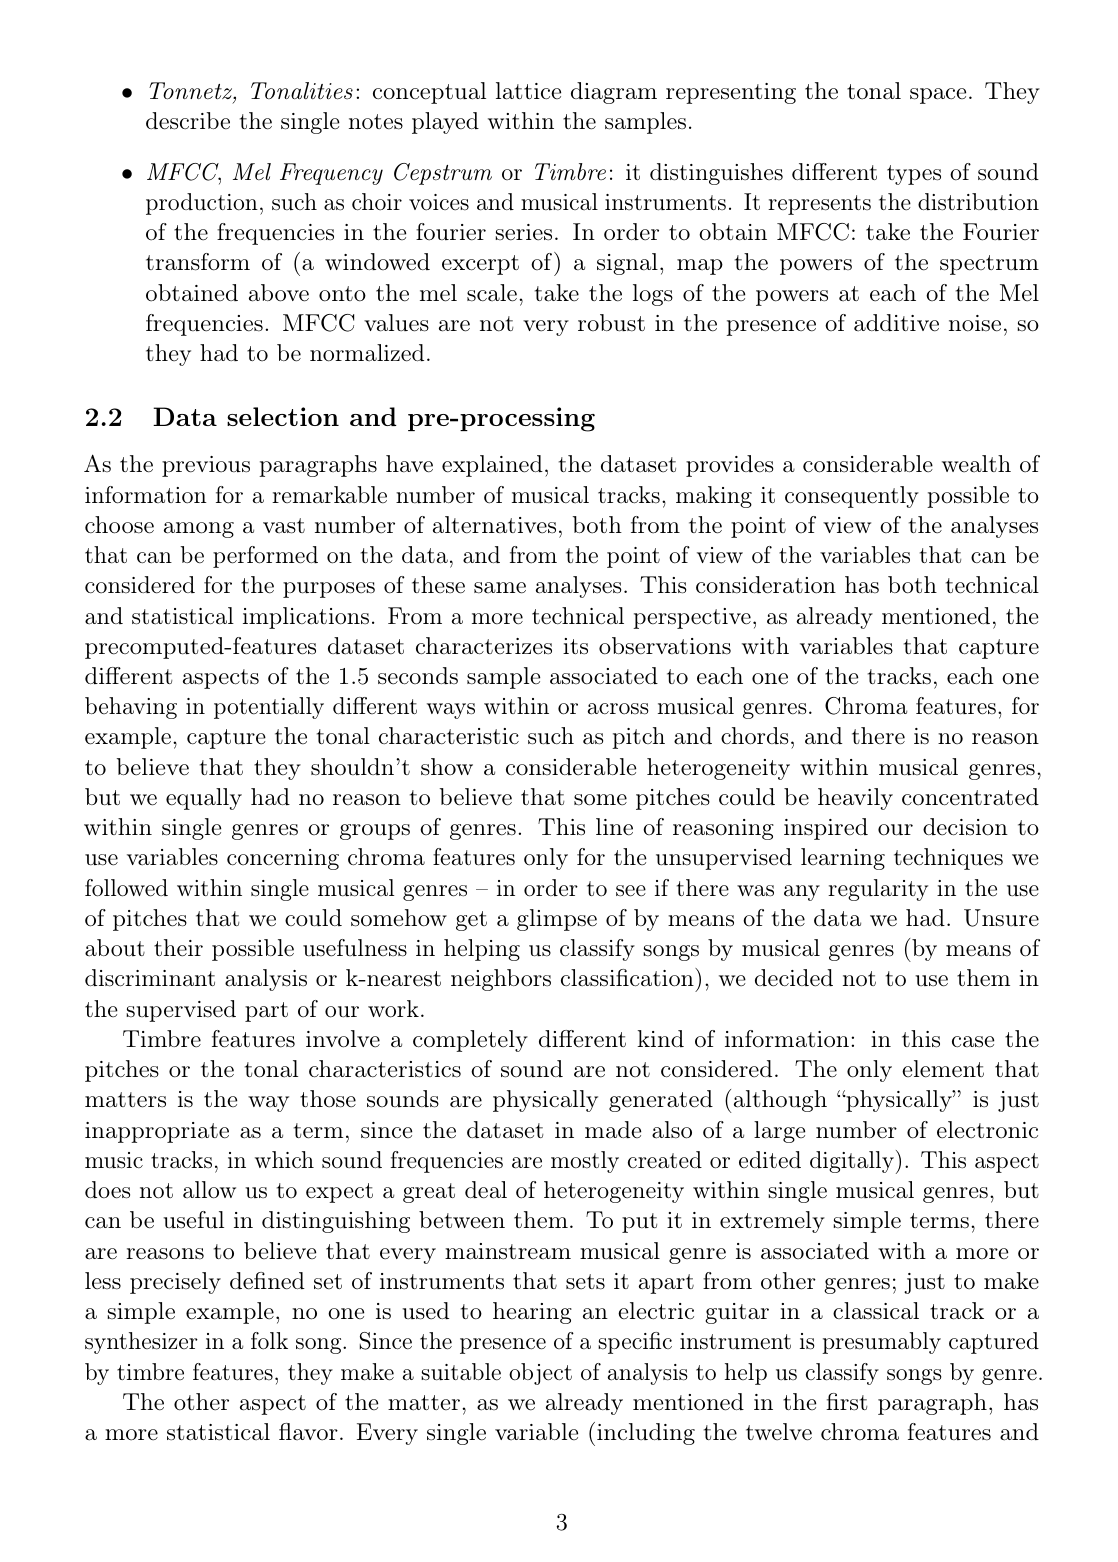 • Tonnetz, Tonalities: conceptual lattice diagram representing the tonal space. They
describe the single notes played within the samples.
• MFCC, Mel Frequency Cepstrum or Timbre: it distinguishes different types of sound
production, such as choir voices and musical instruments. It represents the distribution
of the frequencies in the fourier series. In order to obtain MFCC: take the Fourier
transform of (a windowed excerpt of) a signal, map the powers of the spectrum
obtained above onto the mel scale, take the logs of the powers at each of the Mel
frequencies. MFCC values are not very robust in the presence of additive noise, so
they had to be normalized.
2.2 Data selection and pre-processing
As the previous paragraphs have explained, the dataset provides a considerable wealth of
information for a remarkable number of musical tracks, making it consequently possible to
choose among a vast number of alternatives, both from the point of view of the analyses
that can be performed on the data, and from the point of view of the variables that can be
considered for the purposes of these same analyses. This consideration has both technical
and statistical implications. From a more technical perspective, as already mentioned, the
precomputed-features dataset characterizes its observations with variables that capture
different aspects of the 1.5 seconds sample associated to each one of the tracks, each one
behaving in potentially different ways within or across musical genres. Chroma features, for
example, capture the tonal characteristic such as pitch and chords, and there is no reason
to believe that they shouldn't show a considerable heterogeneity within musical genres,
but we equally had no reason to believe that some pitches could be heavily concentrated
within single genres or groups of genres. This line of reasoning inspired our decision to
use variables concerning chroma features only for the unsupervised learning techniques we
followed within single musical genres – in order to see if there was any regularity in the use
of pitches that we could somehow get a glimpse of by means of the data we had. Unsure
about their possible usefulness in helping us classify songs by musical genres (by means of
discriminant analysis or k-nearest neighbors classification), we decided not to use them in
the supervised part of our work.
Timbre features involve a completely different kind of information: in this case the
pitches or the tonal characteristics of sound are not considered. The only element that
matters is the way those sounds are physically generated (although “physically” is just
inappropriate as a term, since the dataset in made also of a large number of electronic
music tracks, in which sound frequencies are mostly created or edited digitally). This aspect
does not allow us to expect a great deal of heterogeneity within single musical genres, but
can be useful in distinguishing between them. To put it in extremely simple terms, there
are reasons to believe that every mainstream musical genre is associated with a more or
less precisely defined set of instruments that sets it apart from other genres; just to make
a simple example, no one is used to hearing an electric guitar in a classical track or a
synthesizer in a folk song. Since the presence of a specific instrument is presumably captured
by timbre features, they make a suitable object of analysis to help us classify songs by genre.
The other aspect of the matter, as we already mentioned in the first paragraph, has
a more statistical flavor. Every single variable (including the twelve chroma features and
3